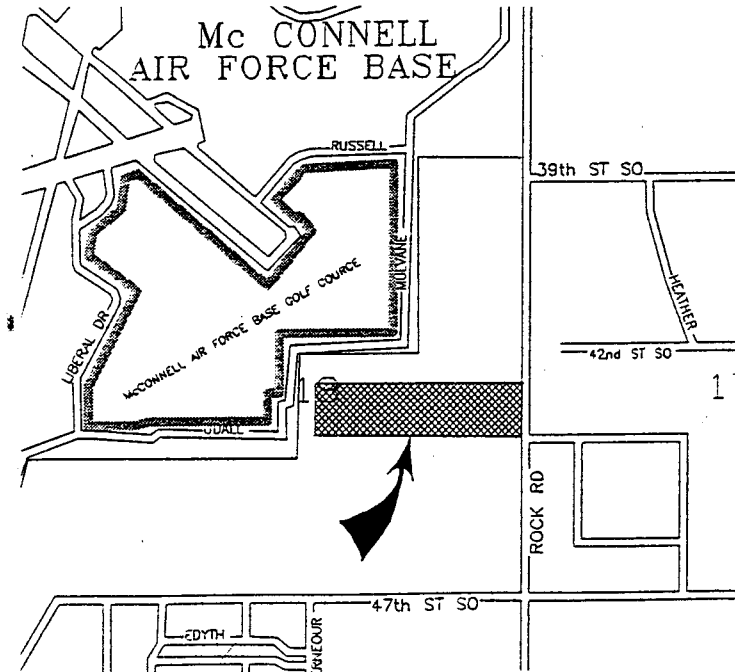 Mc CONNELL
AIR FORCE BASE
RUSSELL
39th ST SO
MULVANE
HEATHER
McCONNELL AIR FORCE BASE GOLF COURCE
LIBERAL DR
42nd ST SO
1
UDALL
ROCK RD
47th ST SO
EDYTH